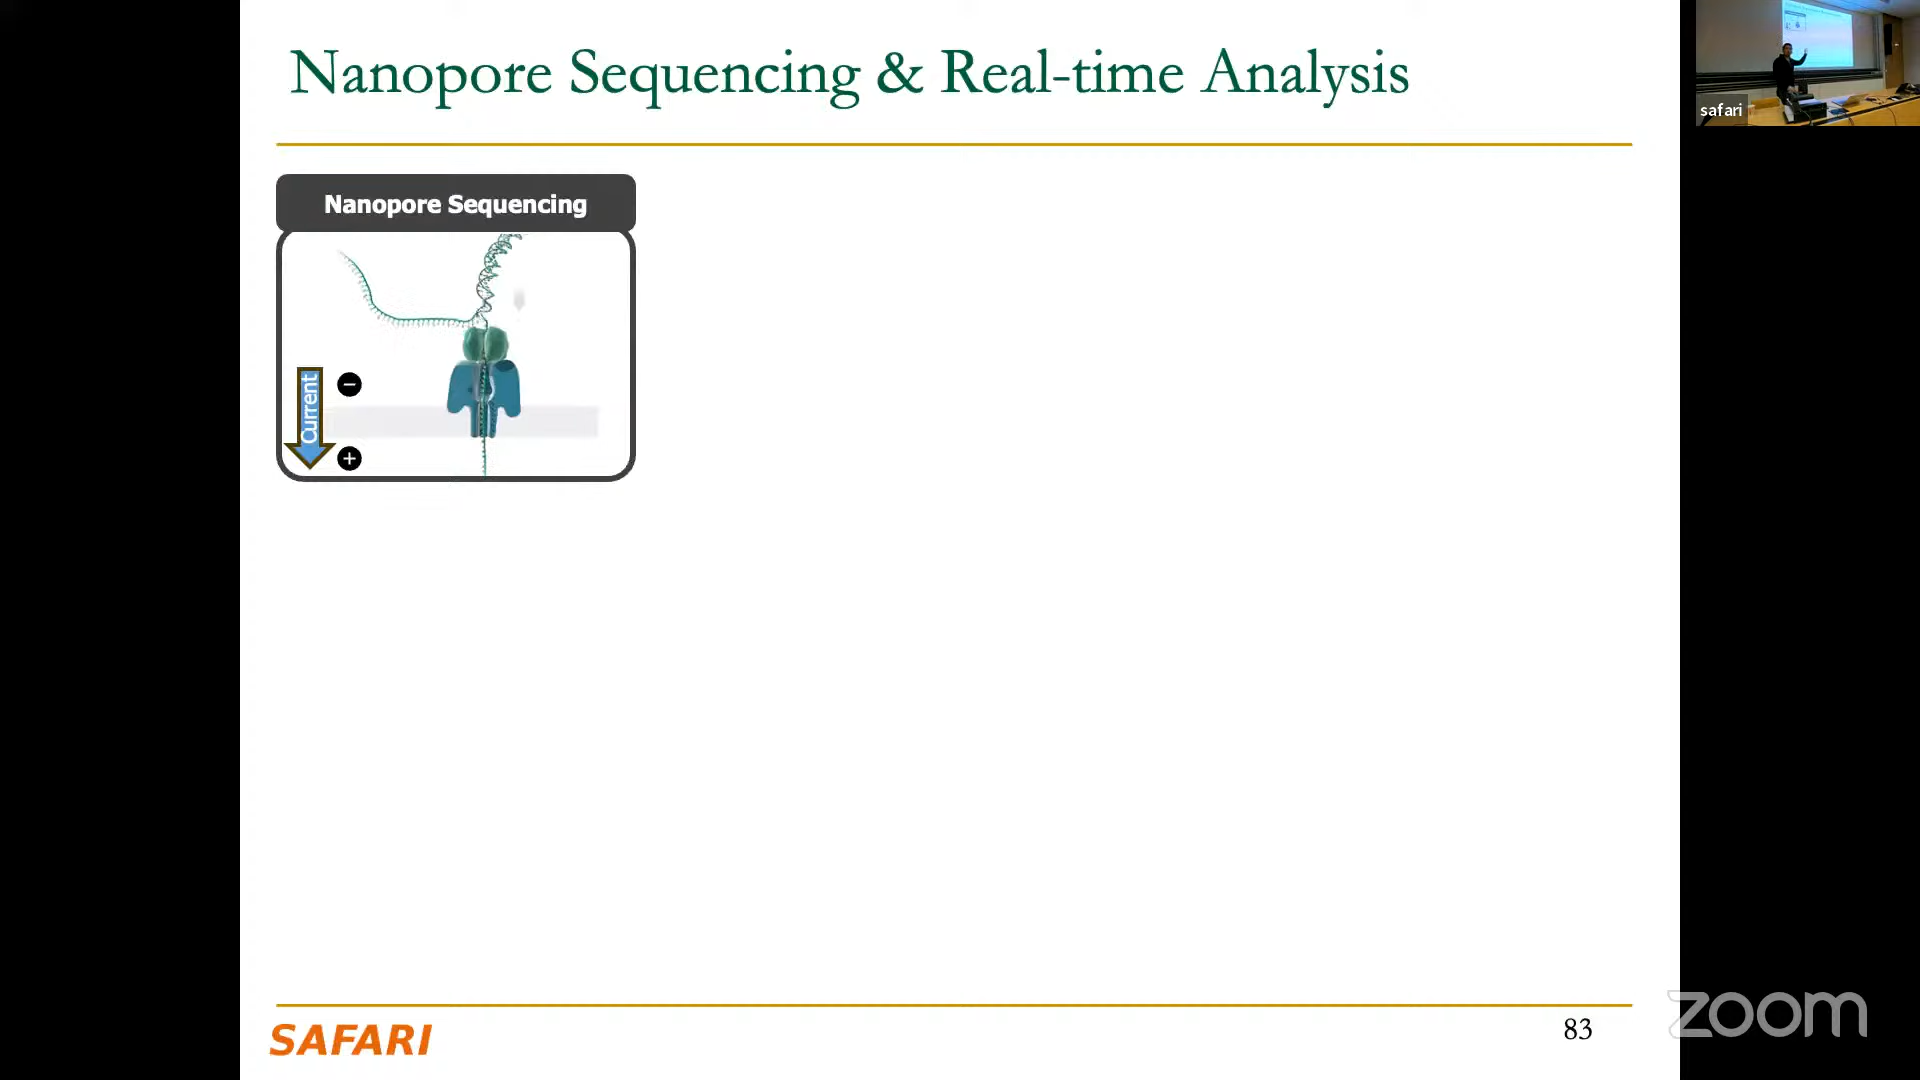 Nanopore Sequencing & Real-time Analysis
safari
Nanopore Sequencing
Current
−
+
SAFARI
83
zoom